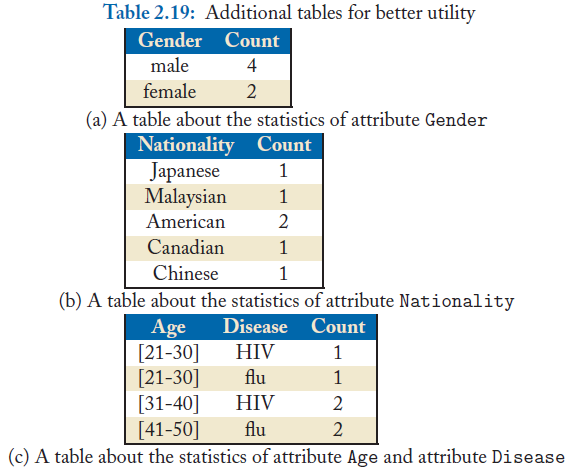 Table 2.19: Additional tables for better utility
Gender Count
male 4
female 2
(a) A table about the statistics of attribute Gender
Nationality Count
Japanese 1
Malaysian 1
American 2
Canadian 1
Chinese 1
(b) A table about the statistics of attribute Nationality
Age Disease Count
[21-30] HIV 1
[21-30] flu 1
[31-40] HIV 2
[41-50] flu 2
(c) A table about the statistics of attribute Age and attribute Disease